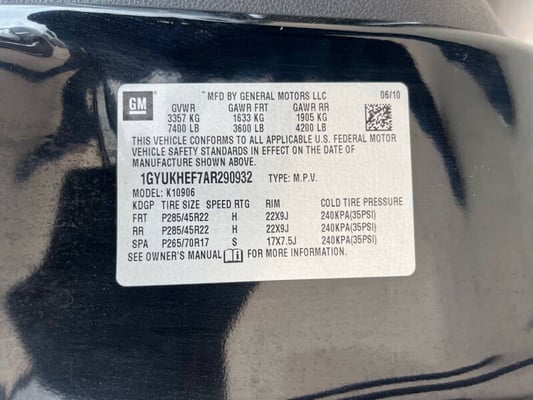 GM
MFD BY GENERAL MOTORS LLC 06/10
GVWR GAWR FRT GAWR RR
3357 KG 1633 KG 1905 KG
7400 LB 3600 LB 4200 LB
THIS VEHICLE CONFORMS TO ALL APPLICABLE U.S. FEDERAL MOTOR
VEHICLE SAFETY STANDARDS IN EFFECT ON THE DATE OF
MANUFACTURE SHOWN ABOVE.
1GYUKHEF7AR290932 TYPE: M.P.V.
MODEL: K10906
KDGP TIRE SIZE SPEED RTG RIM COLD TIRE PRESSURE
FRT P285/45R22 H 22X9J 240KPA(35PSI)
RR P285/45R22 H 22X9J 240KPA(35PSI)
SPA P265/70R17 S 17X7.5J 240KPA(35PSI)
SEE OWNER'S MANUAL FOR MORE INFORMATION.